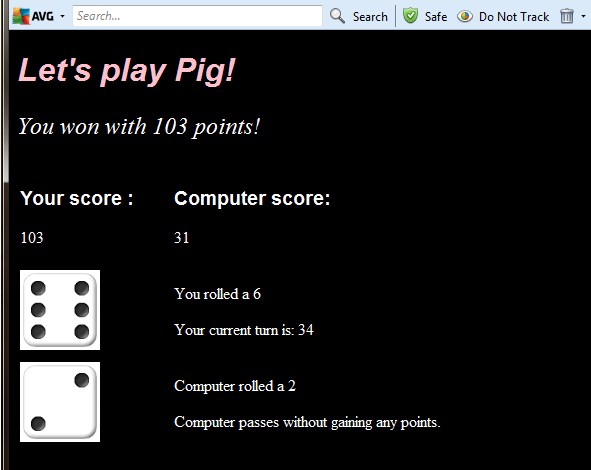 AVG Search... Search Safe Do Not Track
Let's play Pig!
You won with 103 points!
Your score : Computer score:
103 31
You rolled a 6
Your current turn is: 34
Computer rolled a 2
Computer passes without gaining any points.